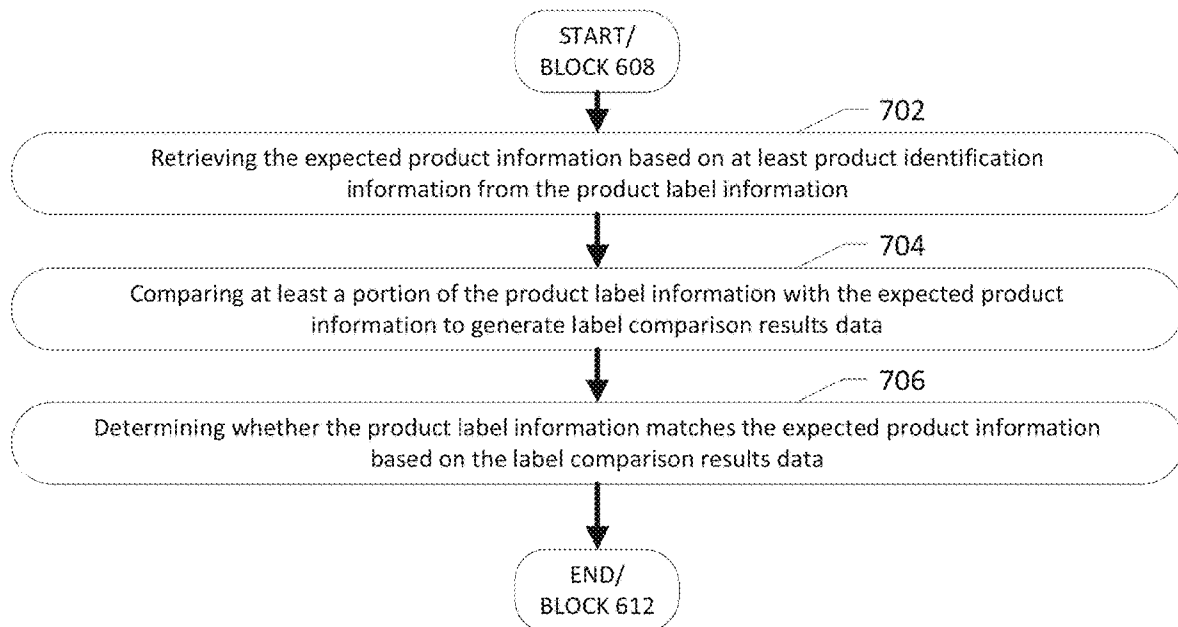 START/
BLOCK 608
702
Retrieving the expected product information based on at least product identification
information from the product label information
704
Comparing at least a portion of the product label information with the expected product
information to generate label comparison results data
706
Determining whether the product label information matches the expected product information
based on the label comparison results data
END/
BLOCK 612